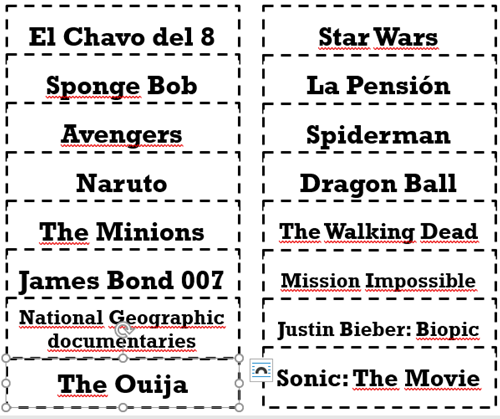 El Chavo del 8
Sponge Bob
Avengers
Naruto
The Minions
James Bond 007
National Geographic
documentaries
The Ouija
Star Wars
La Pensión
Spiderman
Dragon Ball
The Walking Dead
Mission Impossible
Justin Bieber: Biopic
Sonic: The Movie